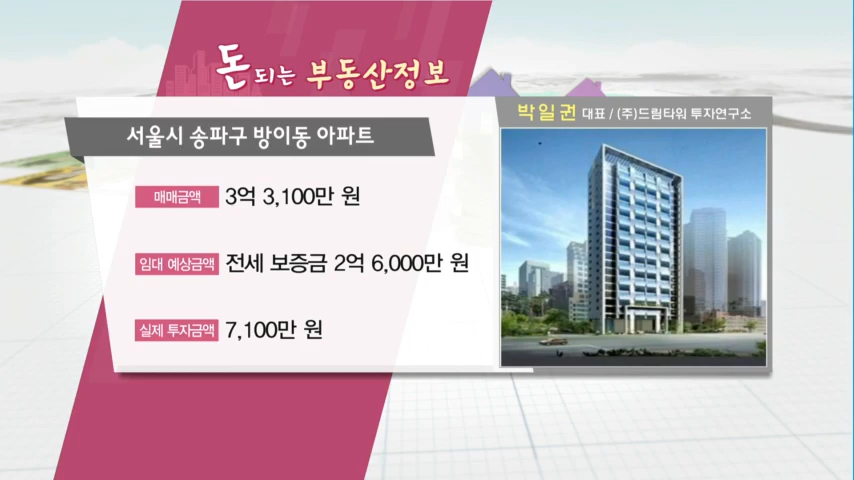 돈되는 부동산정보
박일권 대표 / (주)드림타워 투자연구소
서울시 송파구 방이동 아파트
매매금액 3억 3,100만 원
임대 예상금액 전세 보증금 2억 6,000만 원
실제 투자금액 7,100만 원